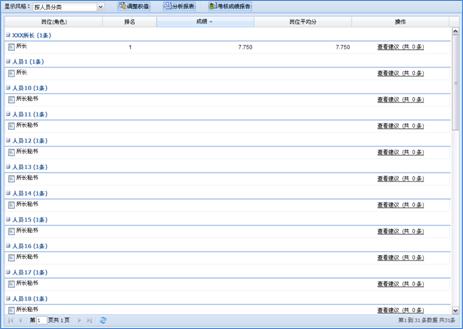 显示风格： 按人员分类 调整权值 分析报表 考核成绩报告
岗位(角色) 排名 成绩 岗位平均分 操作
XXX所长 (1条)
所长 1 7.750 7.750 查看建议 (共 0 条)
人员1 (1条)
所长 查看建议 (共 0 条)
人员10 (1条)
所长秘书 查看建议 (共 0 条)
人员11 (1条)
所长秘书 查看建议 (共 0 条)
人员12 (1条)
所长秘书 查看建议 (共 0 条)
人员13 (1条)
所长秘书 查看建议 (共 0 条)
人员14 (1条)
所长秘书 查看建议 (共 0 条)
人员15 (1条)
所长秘书 查看建议 (共 0 条)
人员16 (1条)
所长秘书 查看建议 (共 0 条)
人员17 (1条)
所长秘书 查看建议 (共 0 条)
人员18 (1条)
所长秘书 查看建议 (共 0 条)
第 1 页共 1 页 第1 到 31 条数据 共31条